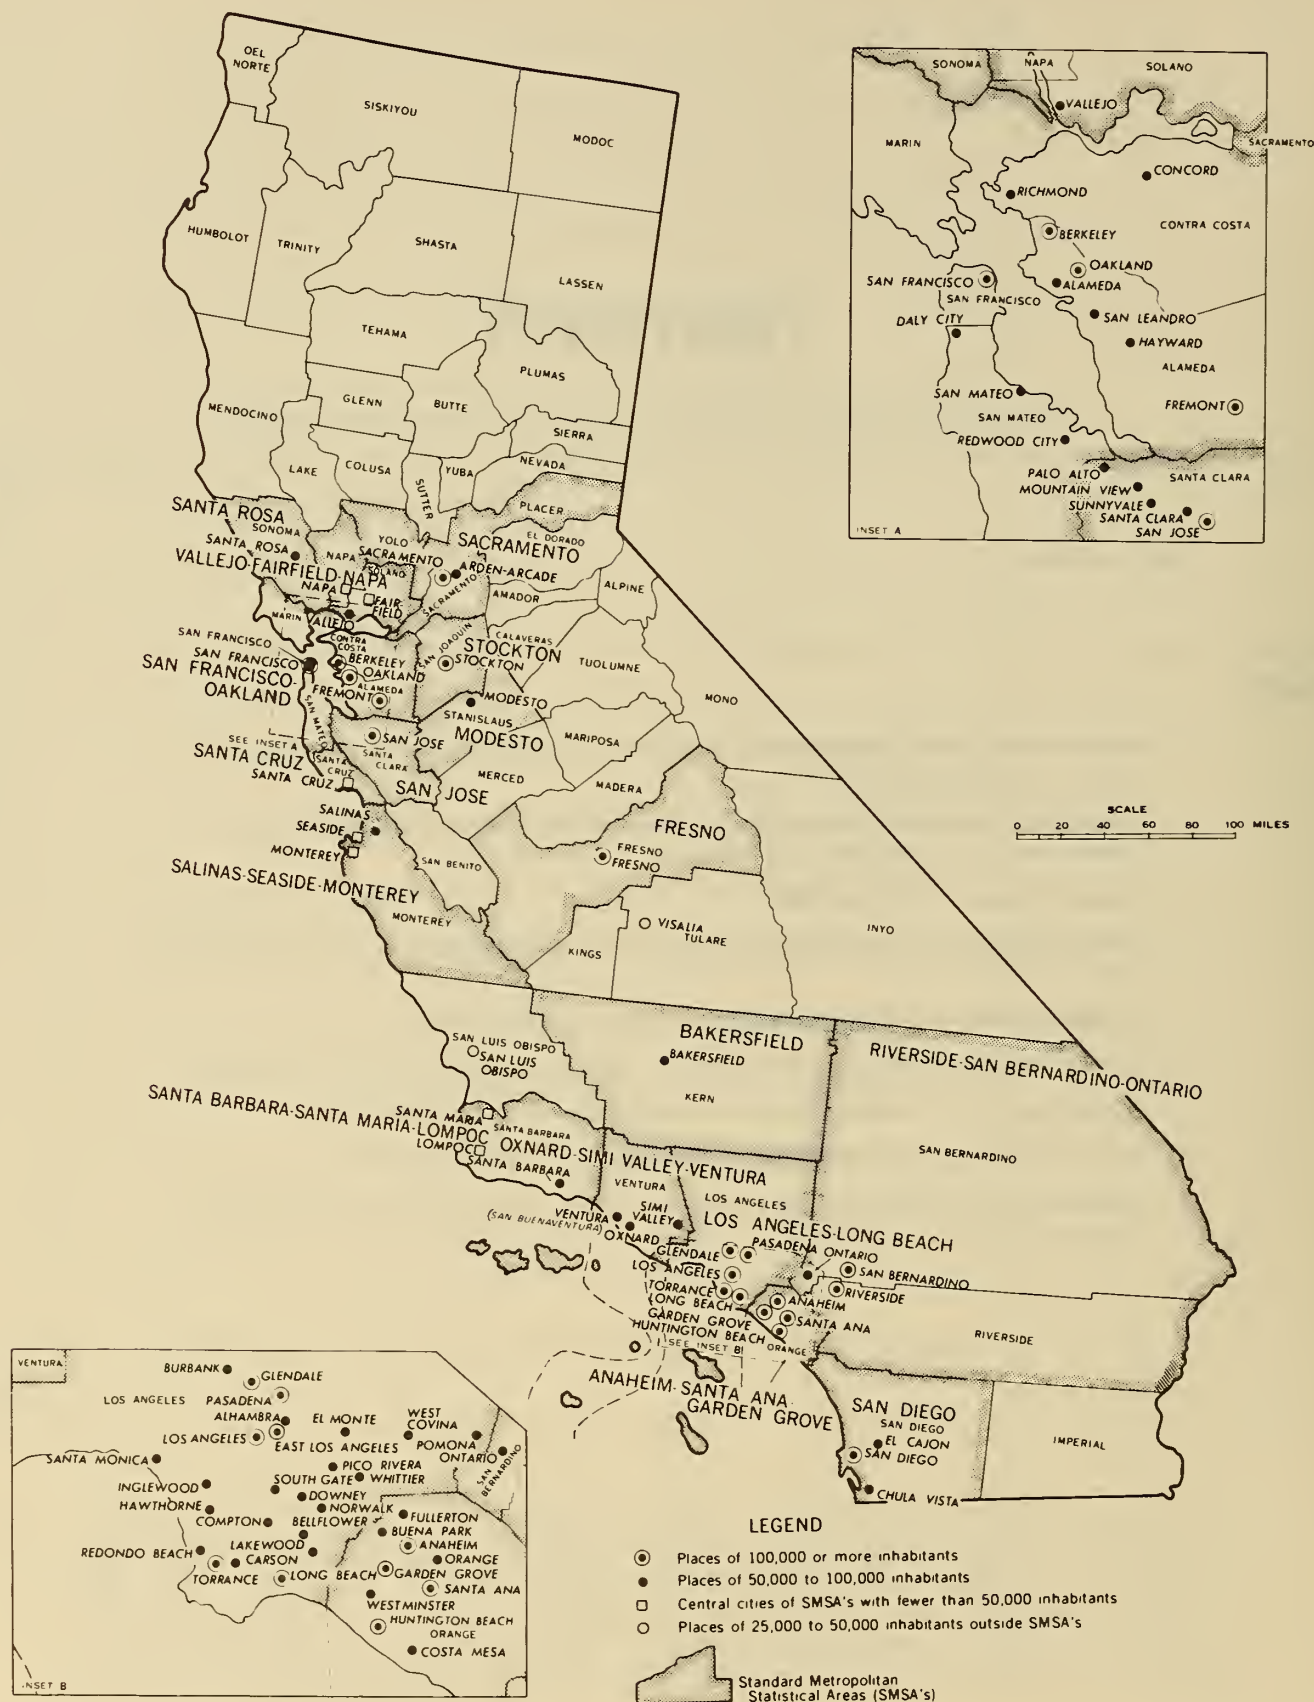 OEL
NORTE
SISKIYOU
MODOC
HUMBOLOT
TRINITY
SHASTA
LASSEN
TEHAMA
PLUMAS
MENDOCINO
GLENN
BUTTE
SIERRA
LAKE
COLUSA
SUTTER
YUBA
NEVADA
PLACER
SANTA ROSA
SONOMA
SANTA ROSA
YOLO
NAPA
SACRAMENTO
EL DORADO
SACRAMENTO
SOLANO
ARDEN-ARCADE
SACRAMENTO
VALLEJO-FAIRFIELD-NAPA
NAPA
FAIR-
FIELD
AMADOR
ALPINE
MARIN
VALLEJO
CONTRA
COSTA
SAN JOAQUIN
CALAVERAS
STOCKTON
STOCKTON
TUOLUMNE
MONO
SAN FRANCISCO
SAN FRANCISCO
SAN FRANCISCO-
OAKLAND
BERKELEY
OAKLAND
ALAMEDA
FREMONT
SAN MATEO
MODESTO
STANISLAUS
MODESTO
MARIPOSA
SEE INSET A
SAN JOSE
SANTA
CLARA
SANTA CRUZ
SANTA
CRUZ
SANTA CRUZ
SAN JOSE
MERCED
MADERA
SALINAS
SEASIDE
MONTEREY
SAN BENITO
FRESNO
FRESNO
FRESNO
SALINAS-SEASIDE-MONTEREY
MONTEREY
VISALIA
TULARE
KINGS
INYO
SAN LUIS OBISPO
SAN LUIS
OBISPO
BAKERSFIELD
BAKERSFIELD
KERN
RIVERSIDE-SAN BERNARDINO-ONTARIO
SAN BERNARDINO
SANTA BARBARA-SANTA MARIA-LOMPOC
SANTA MARIA
SANTA BARBARA
LOMPOC
SANTA BARBARA
OXNARD-SIMI VALLEY-VENTURA
VENTURA
SIMI
VALLEY
VENTURA
(SAN BUENAVENTURA)
OXNARD
LOS ANGELES
LOS ANGELES-LONG BEACH
GLENDALE
PASADENA
ONTARIO
LOS ANGELES
SAN BERNARDINO
TORRANCE
RIVERSIDE
LONG BEACH
ANAHEIM
GARDEN GROVE
SANTA ANA
HUNTINGTON BEACH
SEE INSET B
ORANGE
RIVERSIDE
ANAHEIM-SANTA ANA-
GARDEN GROVE
SAN DIEGO
SAN DIEGO
EL CAJON
SAN DIEGO
CHULA VISTA
IMPERIAL
SONOMA
NAPA
SOLANO
VALLEJO
MARIN
SACRAMENTO
CONCORD
RICHMOND
CONTRA COSTA
BERKELEY
OAKLAND
SAN FRANCISCO
SAN FRANCISCO
ALAMEDA
DALY CITY
SAN LEANDRO
HAYWARD
ALAMEDA
SAN MATEO
SAN MATEO
FREMONT
REDWOOD CITY
PALO ALTO
SANTA CLARA
MOUNTAIN VIEW
SUNNYVALE
SANTA CLARA
SAN JOSE
INSET A
SCALE
0 20 40 60 80 100 MILES
VENTURA
BURBANK
GLENDALE
LOS ANGELES
PASADENA
ALHAMBRA
EL MONTE
WEST
COVINA
LOS ANGELES
EAST LOS ANGELES
POMONA
ONTARIO
SAN
BERNARDINO
SANTA MONICA
PICO RIVERA
INGLEWOOD
SOUTH GATE
WHITTIER
HAWTHORNE
DOWNEY
NORWALK
COMPTON
BELLFLOWER
FULLERTON
BUENA PARK
REDONDO BEACH
LAKEWOOD
ANAHEIM
CARSON
ORANGE
TORRANCE
LONG BEACH
GARDEN GROVE
SANTA ANA
WESTMINSTER
HUNTINGTON BEACH
ORANGE
COSTA MESA
INSET B
LEGEND
Places of 100,000 or more inhabitants
Places of 50,000 to 100,000 inhabitants
Central cities of SMSA's with fewer than 50,000 inhabitants
Places of 25,000 to 50,000 inhabitants outside SMSA's
Standard Metropolitan
Statistical Areas (SMSA's)